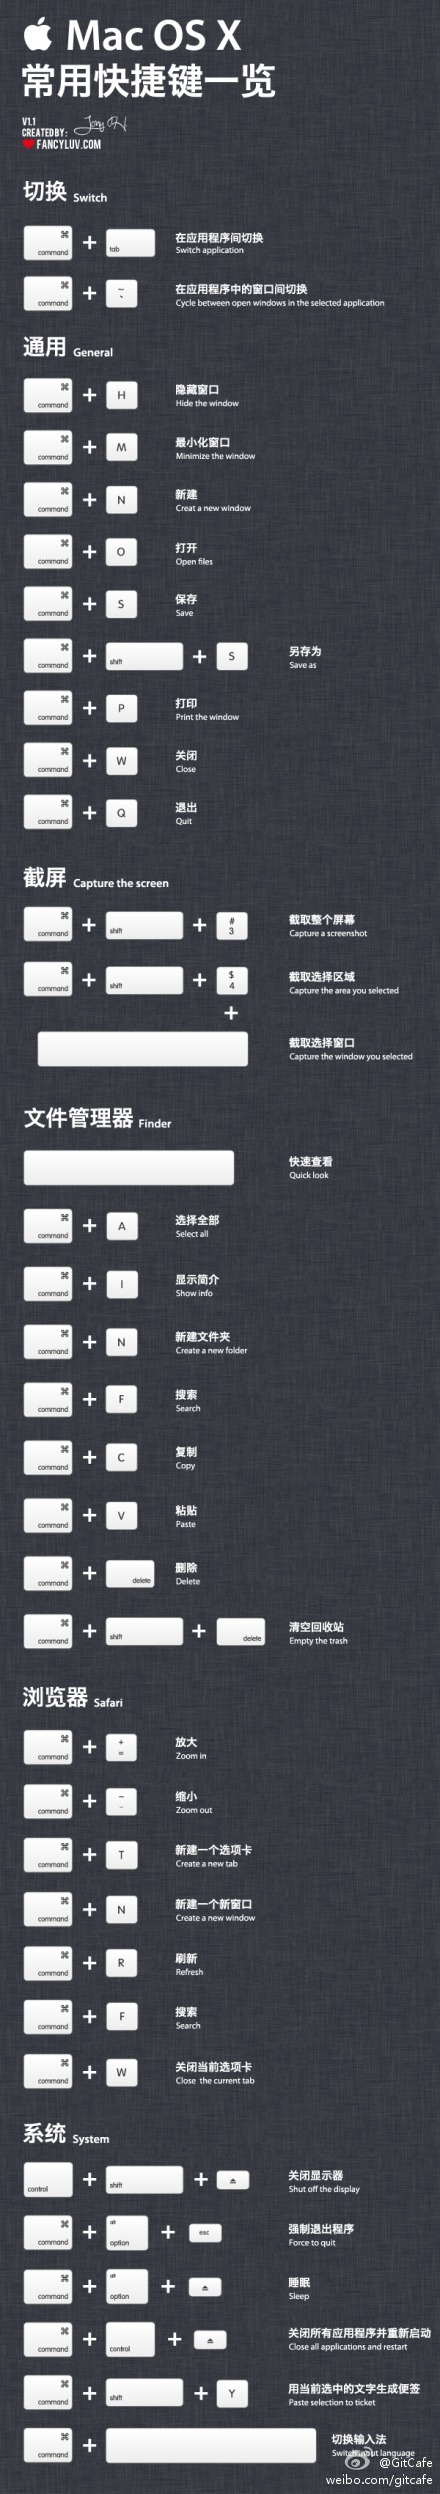 Mac OS X
常用快捷键一览
V1.1
CREATED BY:
FANCYLUV.COM
切换 Switch
⌘ command + tab 在应用程序间切换
Switch application
⌘ command + ~ ` 在应用程序中的窗口间切换
Cycle between open windows in the selected application
通用 General
⌘ command + H 隐藏窗口
Hide the window
⌘ command + M 最小化窗口
Minimize the window
⌘ command + N 新建
Creat a new window
⌘ command + O 打开
Open files
⌘ command + S 保存
Save
⌘ command + shift + S 另存为
Save as
⌘ command + P 打印
Print the window
⌘ command + W 关闭
Close
⌘ command + Q 退出
Quit
截屏 Capture the screen
⌘ command + shift + # 3 截取整个屏幕
Capture a screenshot
⌘ command + shift + $ 4 截取选择区域
Capture the area you selected
+
截取选择窗口
Capture the window you selected
文件管理器 Finder
快速查看
Quick look
⌘ command + A 选择全部
Select all
⌘ command + I 显示简介
Show info
⌘ command + N 新建文件夹
Create a new folder
⌘ command + F 搜索
Search
⌘ command + C 复制
Copy
⌘ command + V 粘贴
Paste
⌘ command + delete 删除
Delete
⌘ command + shift + delete 清空回收站
Empty the trash
浏览器 Safari
⌘ command + + = 放大
Zoom in
⌘ command + – - 缩小
Zoom out
⌘ command + T 新建一个选项卡
Create a new tab
⌘ command + N 新建一个新窗口
Create a new window
⌘ command + R 刷新
Refresh
⌘ command + F 搜索
Search
⌘ command + W 关闭当前选项卡
Close the current tab
系统 System
control + shift + ⏏ 关闭显示器
Shut off the display
⌘ command + alt option + esc 强制退出程序
Force to quit
⌘ command + alt option + ⏏ 睡眠
Sleep
⌘ command + control + ⏏ 关闭所有应用程序并重新启动
Close all applications and restart
⌘ command + shift + Y 用当前选中的文字生成便签
Paste selection to ticket
⌘ command + 切换输入法
Switch input language
@GitCafe
weibo.com/gitcafe